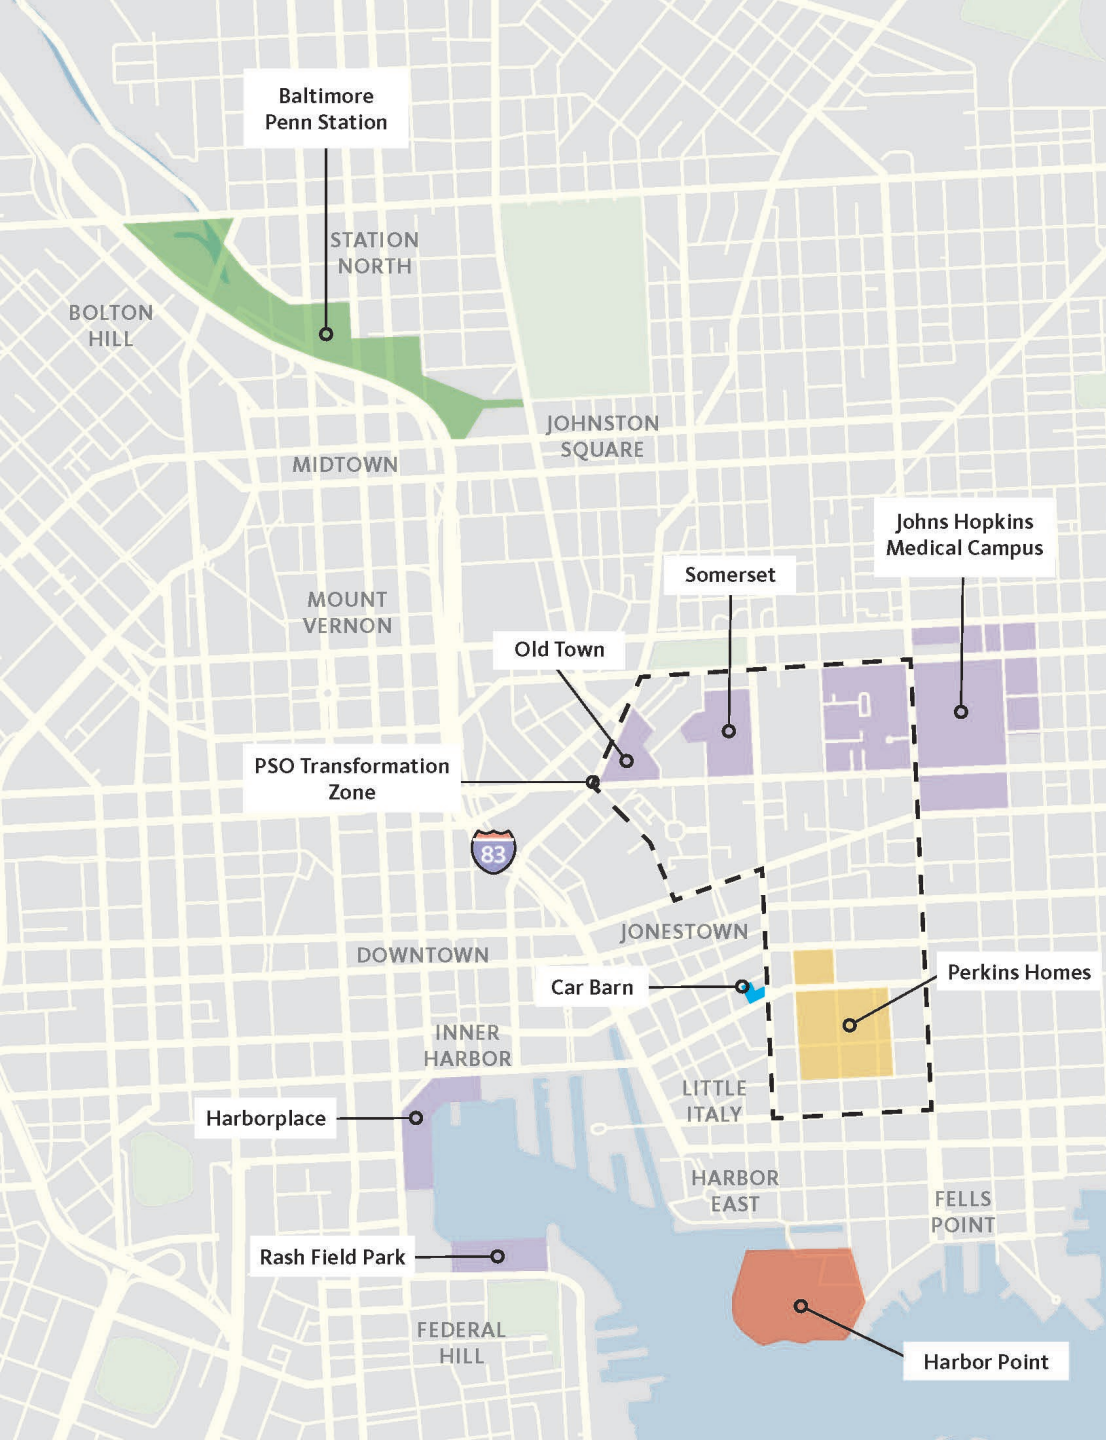 Baltimore
Penn Station
STATION
NORTH
BOLTON
HILL
JOHNSTON
SQUARE
MIDTOWN
Johns Hopkins
Medical Campus
Somerset
MOUNT
VERNON
Old Town
PSO Transformation
Zone
83
JONESTOWN
DOWNTOWN
Perkins Homes
Car Barn
INNER
HARBOR
LITTLE
ITALY
Harborplace
HARBOR
EAST
FELLS
POINT
Rash Field Park
FEDERAL
HILL
Harbor Point